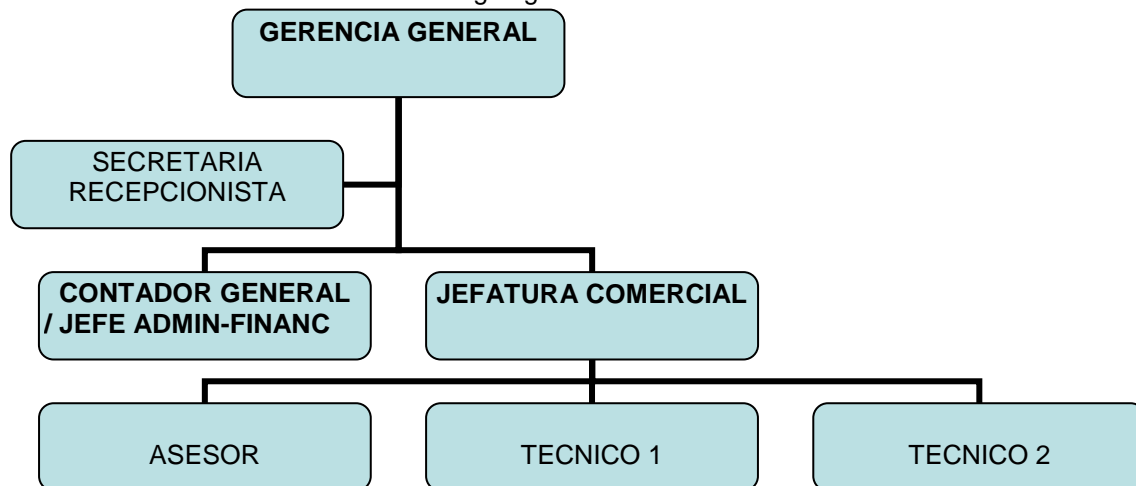 GERENCIA GENERAL
SECRETARIA
RECEPCIONISTA
CONTADOR GENERAL
/ JEFE ADMIN-FINANC
JEFATURA COMERCIAL
ASESOR
TECNICO 1
TECNICO 2